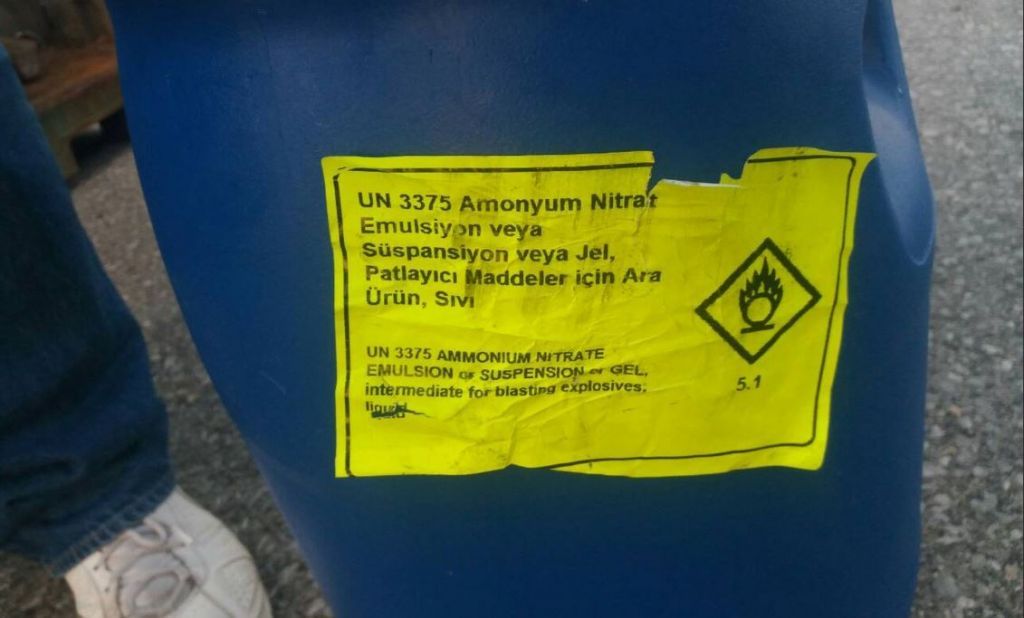 UN 3375 Amonyum Nitrat
Emulsiyon veya
Süspansiyon veya Jel,
Patlayıcı Maddeler için Ara
Ürün, Sıvı
UN 3375 AMMONIUM NITRATE
EMULSION or SUSPENSION or GEL,
intermediate for blasting explosives,
liquid
5.1